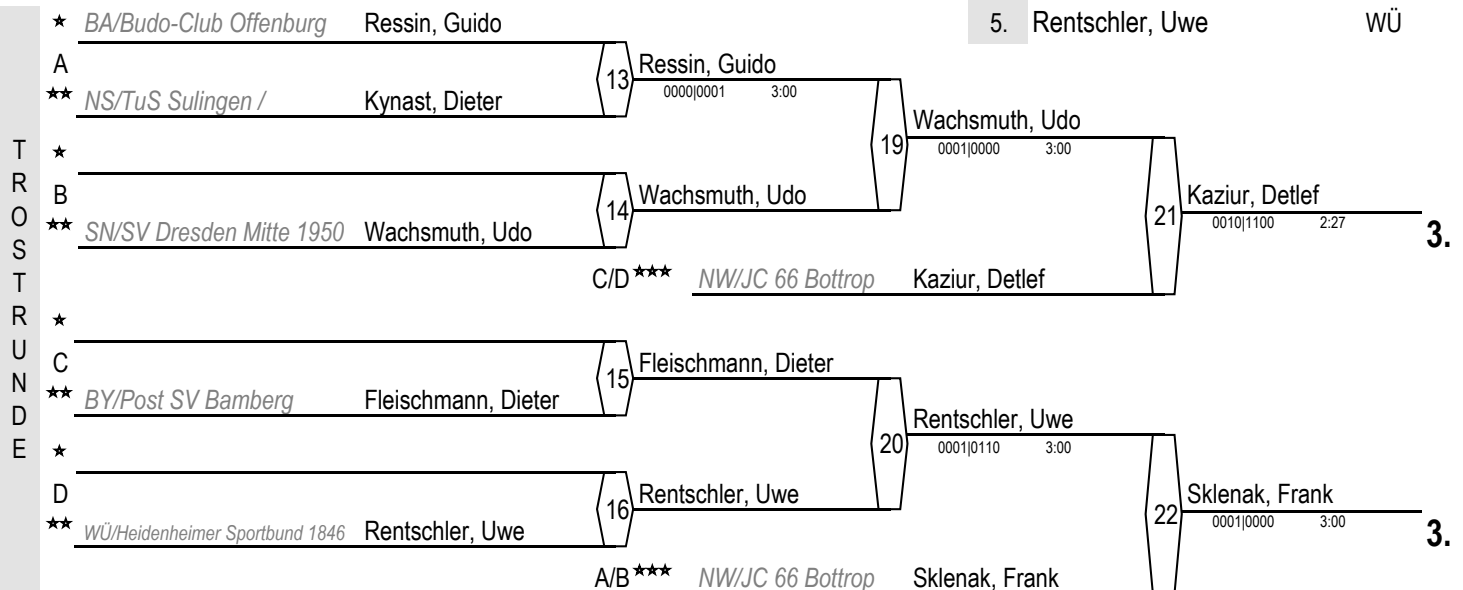 ★ BA/Budo-Club Offenburg Ressin, Guido
5. Rentschler, Uwe WÜ
A
13 Ressin, Guido
0000|0001 3:00
★★ NS/TuS Sulingen / Kynast, Dieter
19 Wachsmuth, Udo
0001|0000 3:00
★
B
14 Wachsmuth, Udo
★★ SN/SV Dresden Mitte 1950 Wachsmuth, Udo
21 Kaziur, Detlef
0010|1100 2:27
3.
C/D ★★★ NW/JC 66 Bottrop Kaziur, Detlef
TROSTRUNDE
★
C
15 Fleischmann, Dieter
★★ BY/Post SV Bamberg Fleischmann, Dieter
20 Rentschler, Uwe
0001|0110 3:00
★
D
16 Rentschler, Uwe
★★ WÜ/Heidenheimer Sportbund 1846 Rentschler, Uwe
22 Sklenak, Frank
0001|0000 3:00
3.
A/B ★★★ NW/JC 66 Bottrop Sklenak, Frank